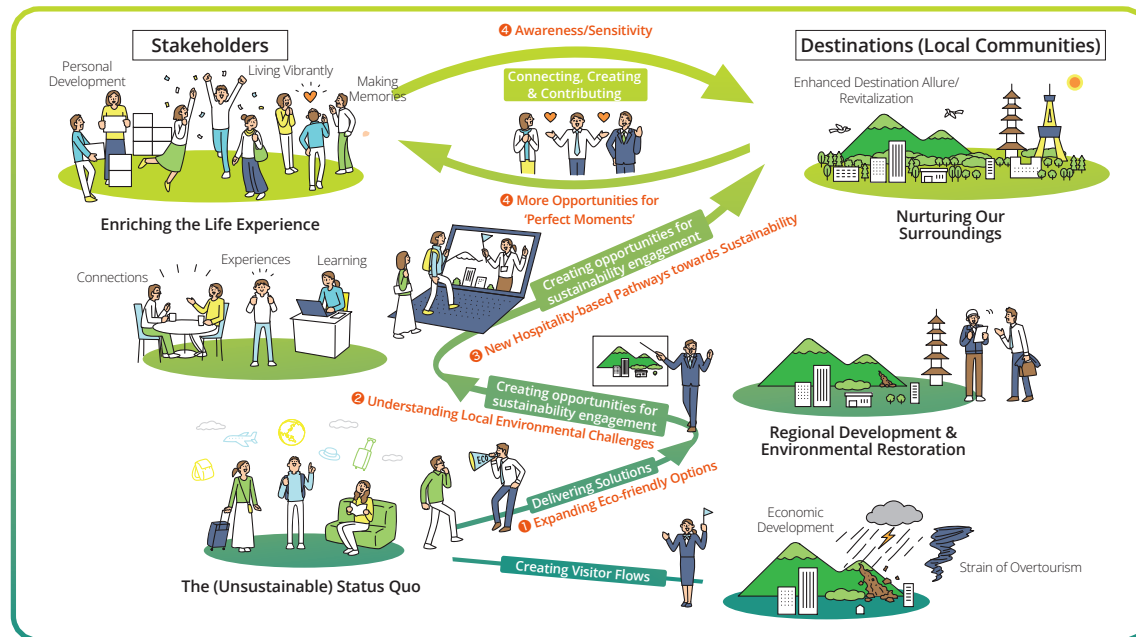 Stakeholders
Personal
Development
Living Vibrantly
Making
Memories
Enriching the Life Experience
❹ Awareness/Sensitivity
Connecting, Creating
& Contributing
❹ More Opportunities for
‘Perfect Moments’
Destinations (Local Communities)
Enhanced Destination Allure/
Revitalization
Nurturing Our
Surroundings
Connections
Experiences
Learning
Creating opportunities for
sustainability engagement
❸ New Hospitality-based Pathways towards Sustainability
Creating opportunities for
sustainability engagement
❷ Understanding Local Environmental Challenges
Regional Development &
Environmental Restoration
ECO
Delivering Solutions
❶ Expanding Eco-friendly Options
The (Unsustainable) Status Quo
Creating Visitor Flows
Economic
Development
Strain of Overtourism